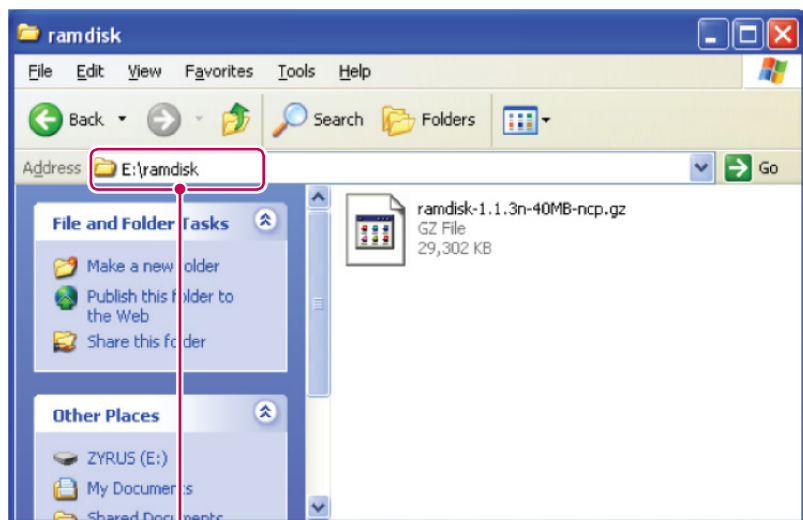 ramdisk
File Edit View Favorites Tools Help
Back Search Folders
Address E:\ramdisk Go
File and Folder Tasks
Make a new folder
Publish this folder to
the Web
Share this folder
Other Places
ZYRUS (E:)
My Documents
Shared Documents
ramdisk-1.1.3n-40MB-ncp.gz
GZ File
29,302 KB